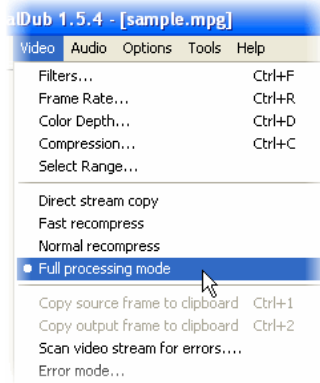 alDub 1.5.4 - [sample.mpg]
Video Audio Options Tools Help
Filters... Ctrl+F
Frame Rate... Ctrl+R
Color Depth... Ctrl+D
Compression... Ctrl+C
Select Range...
Direct stream copy
Fast recompress
Normal recompress
Full processing mode
Copy source frame to clipboard Ctrl+1
Copy output frame to clipboard Ctrl+2
Scan video stream for errors....
Error mode...